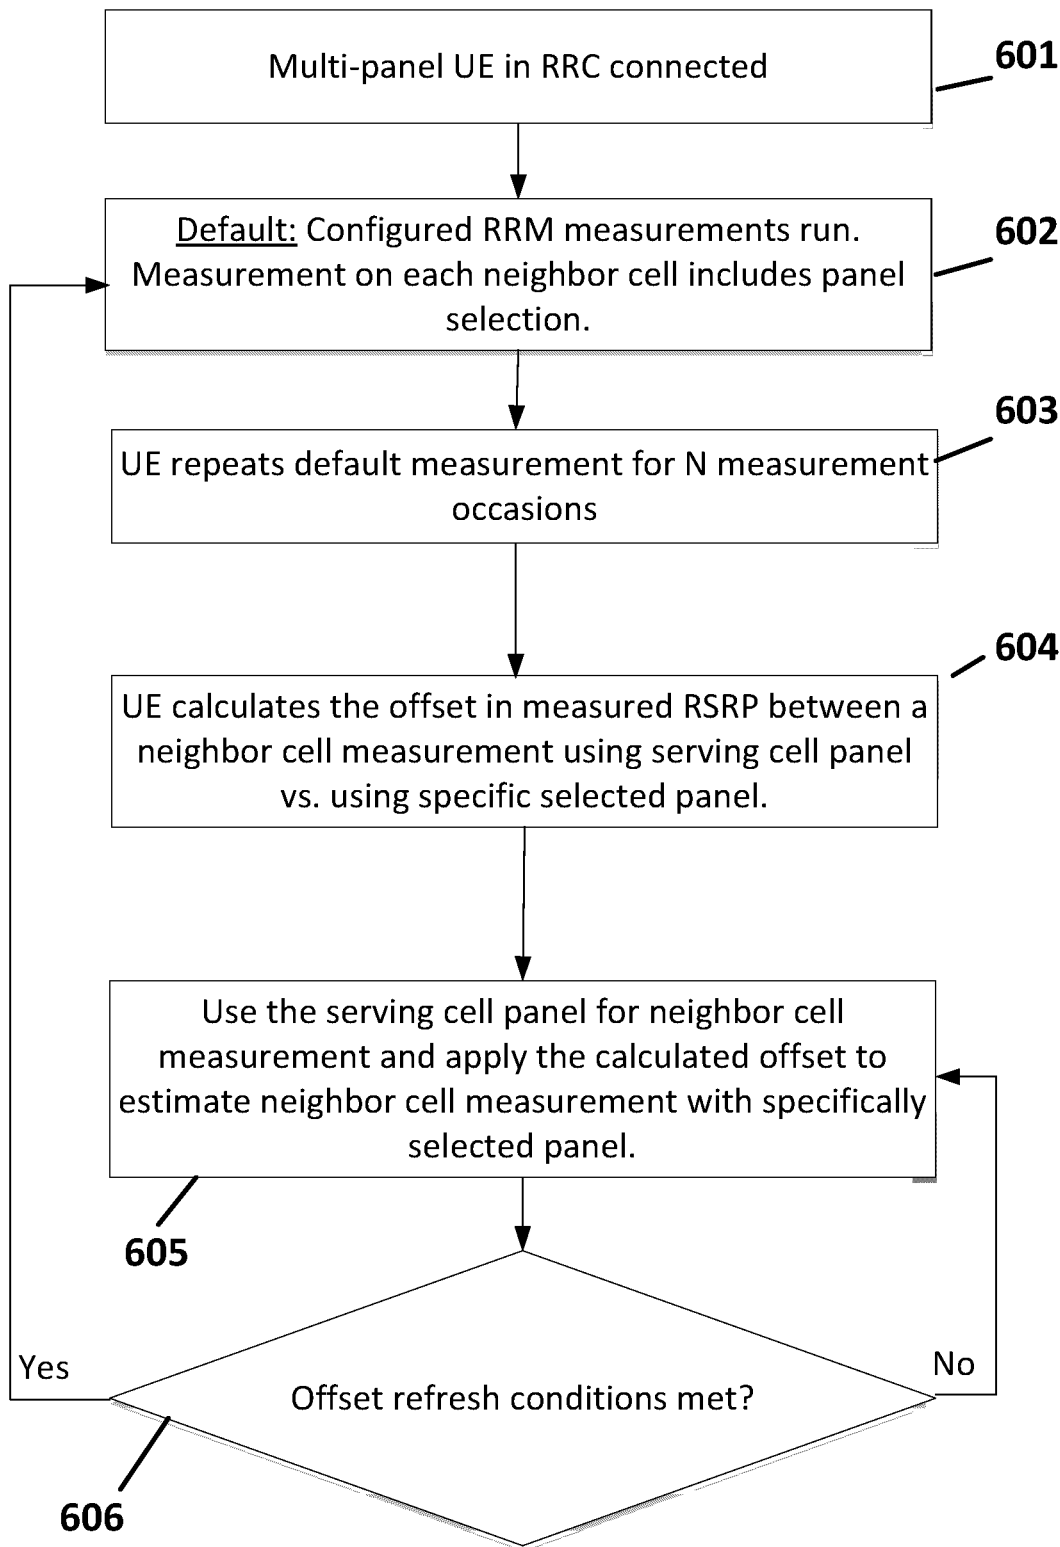 Multi-panel UE in RRC connected
601
Default: Configured RRM measurements run.
Measurement on each neighbor cell includes panel
selection.
602
603
UE repeats default measurement for N measurement
occasions
604
UE calculates the offset in measured RSRP between a
neighbor cell measurement using serving cell panel
vs. using specific selected panel.
Use the serving cell panel for neighbor cell
measurement and apply the calculated offset to
estimate neighbor cell measurement with specifically
selected panel.
605
Yes
No
Offset refresh conditions met?
606